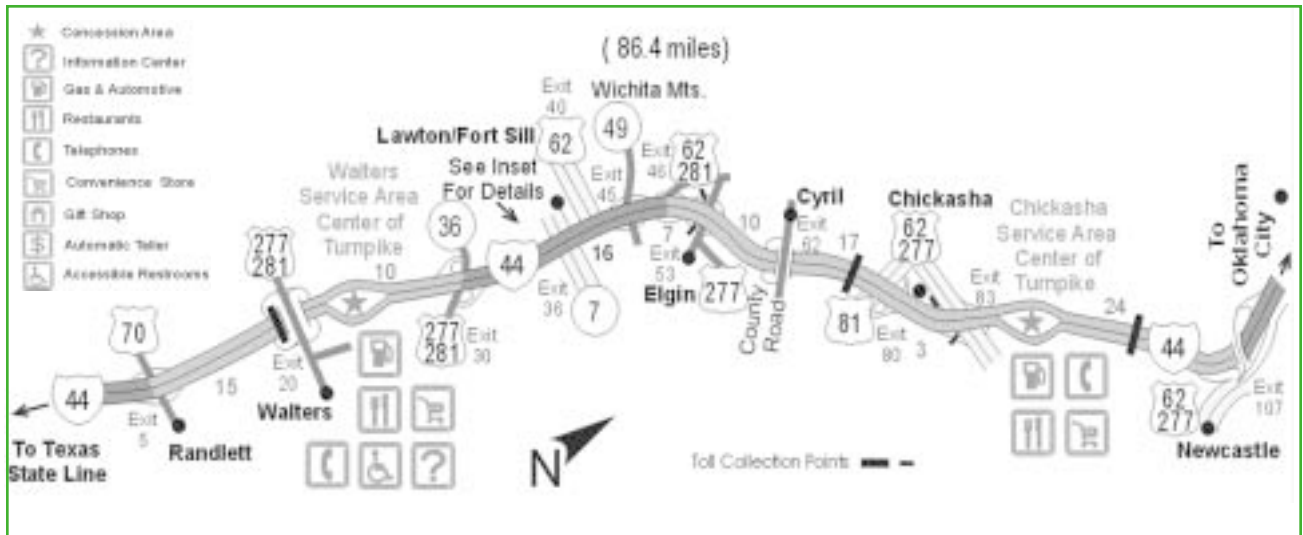 Concession Area
Information Center
Gas & Automotive
Restaurants
Telephones
Convenience Store
Gift Shop
Automatic Teller
Accessible Restrooms
( 86.4 miles)
Wichita Mts.
Exit
40
62
49
Lawton/Fort Sill
See Inset
For Details
Exit
45
Exit
46
62
281
Walters
Service Area
Center of
Turnpike
36
277
281
10
44
16
7
Exit
53
Elgin
277
10
Cyril
Exit
62
17
County
Road
Chickasha
62
277
Exit
83
Chickasha
Service Area
Center of
Turnpike
24
To
Oklahoma
City
70
44
To Texas
State Line
Exit
5
Randlett
15
Exit
20
Walters
277
281
Exit
30
Exit
36
7
81
Exit
80
3
44
62
277
Exit
107
Newcastle
N
Toll Collection Points
?
$
?